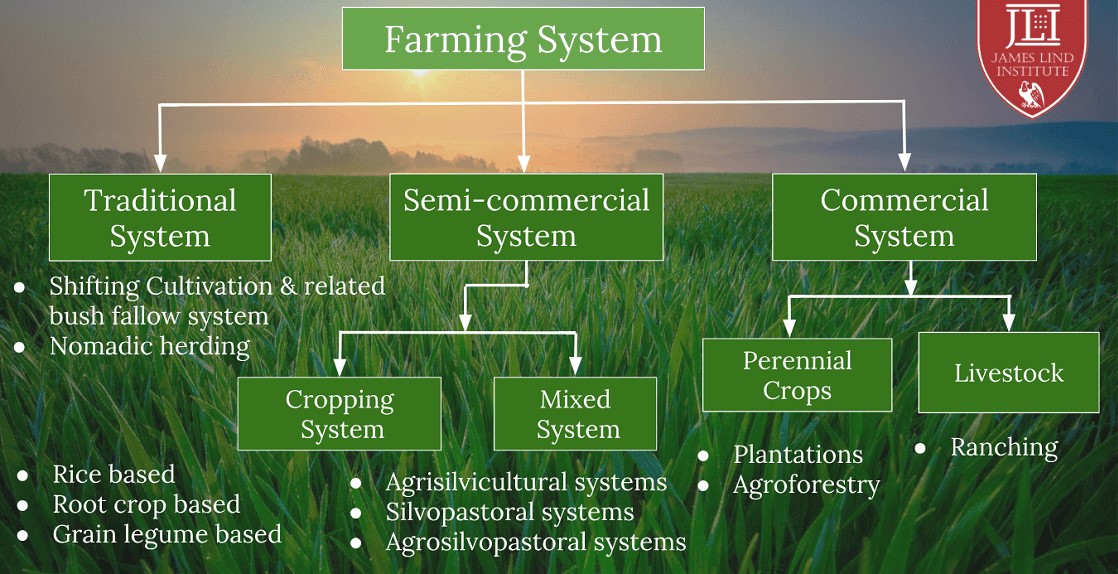 Farming System
JLI
JAMES LIND
INSTITUTE
Traditional
System
Semi-commercial
System
Commercial
System
● Shifting Cultivation & related
bush fallow system
● Nomadic herding
Cropping
System
Mixed
System
Perennial
Crops
Livestock
● Rice based
● Root crop based
● Grain legume based
● Agrisilvicultural systems
● Silvopastoral systems
● Agrosilvopastoral systems
● Plantations
● Agroforestry
● Ranching